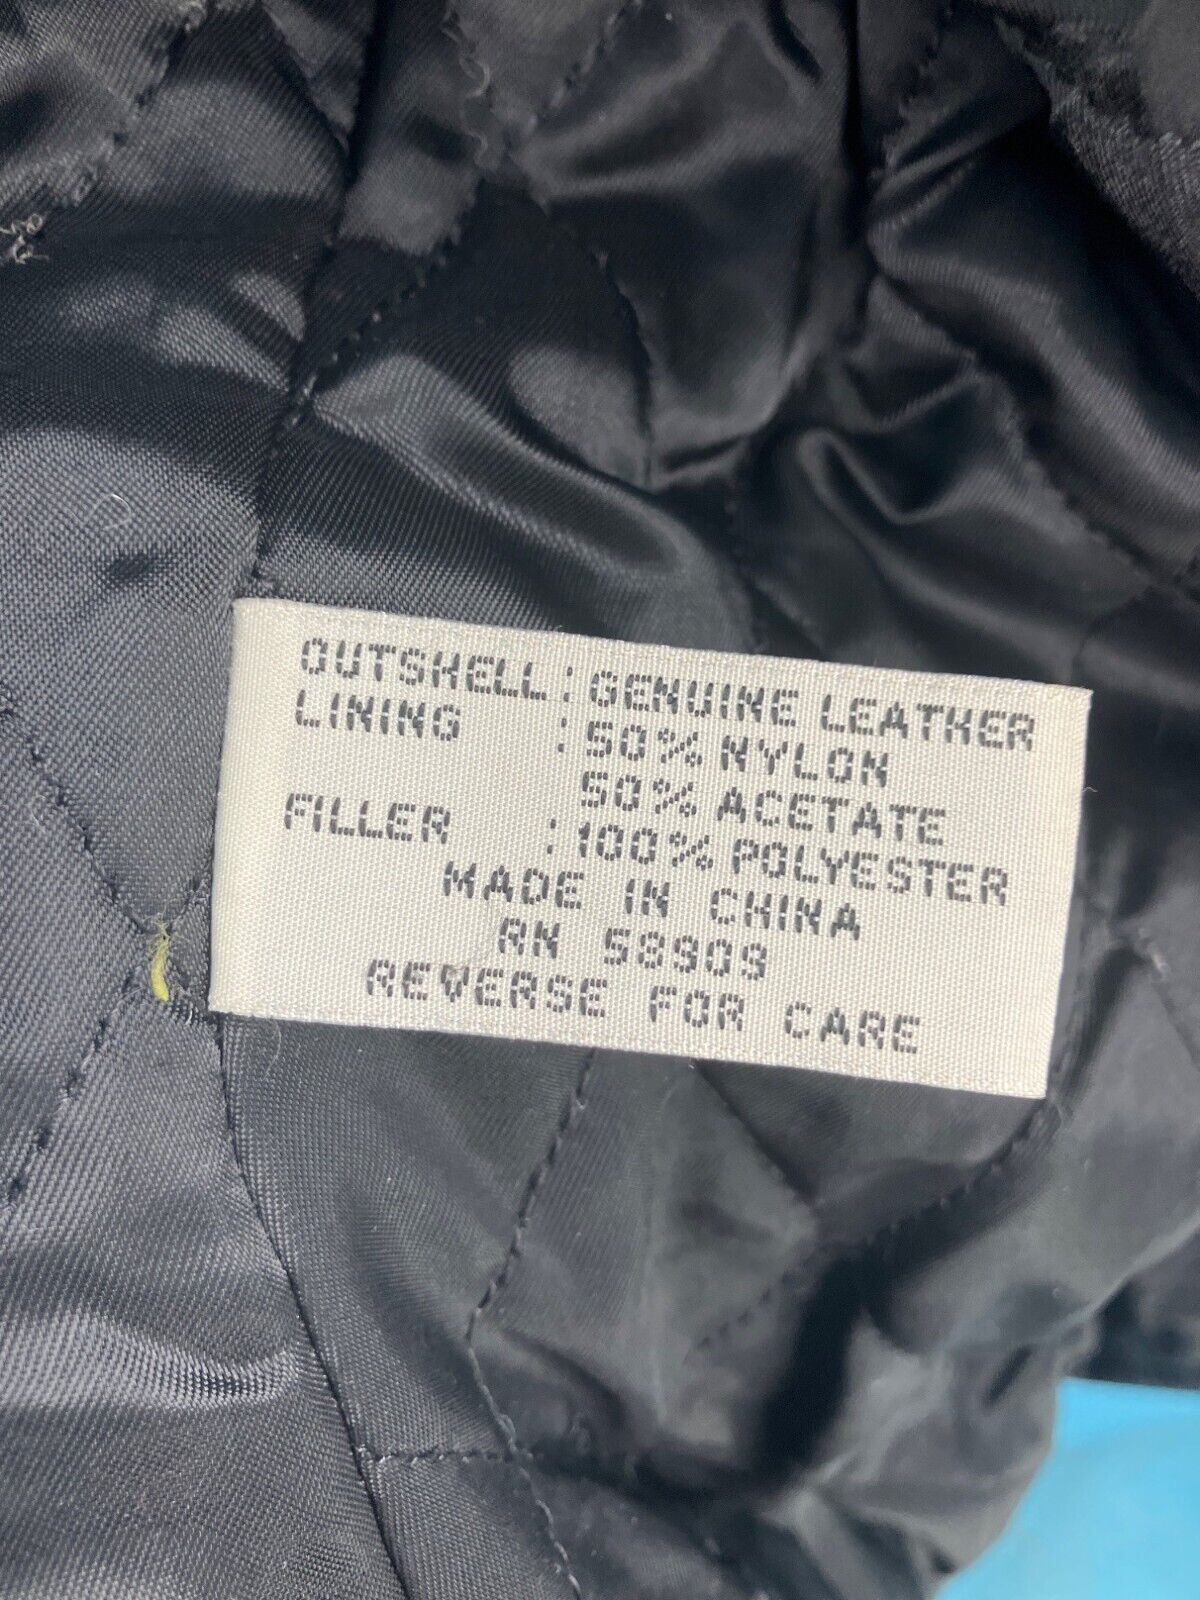 OUTSHELL : GENUINE LEATHER
LINING : 50% NYLON
50% ACETATE
FILLER : 100% POLYESTER
MADE IN CHINA
RN 58909
REVERSE FOR CARE